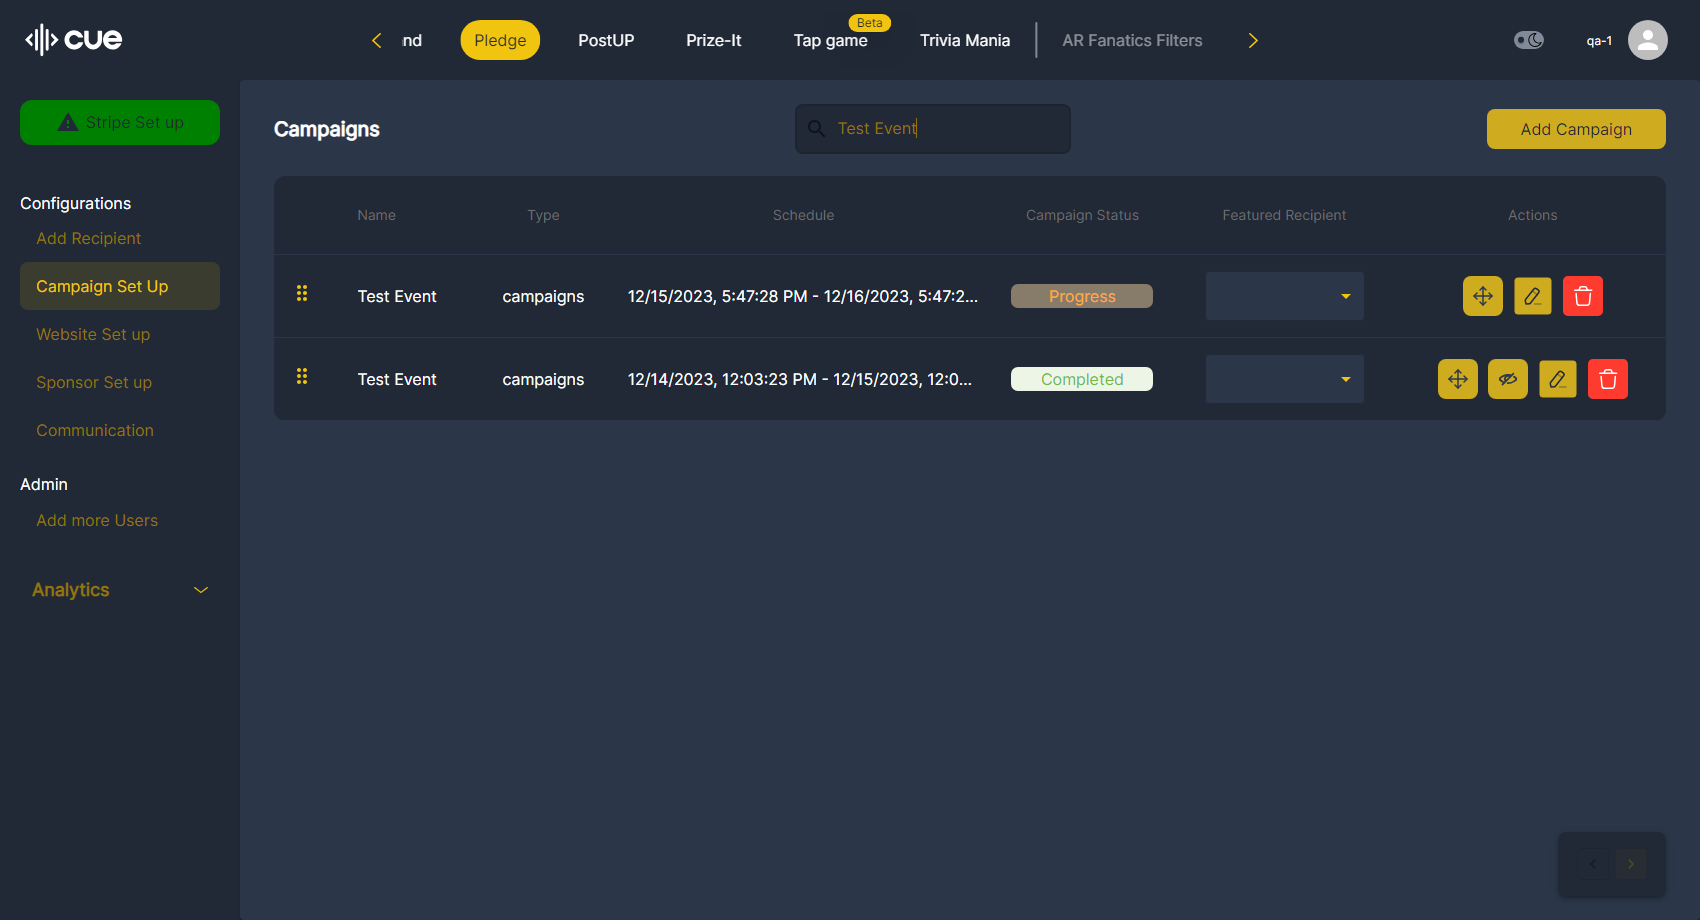 cue
nd
Pledge
PostUP
Prize-It
Beta
Tap game
Trivia Mania
AR Fanatics Filters
qa-1
Stripe Set up
Configurations
Add Recipient
Campaign Set Up
Website Set up
Sponsor Set up
Communication
Admin
Add more Users
Analytics
Campaigns
Test Event
Add Campaign
Name Type Schedule Campaign Status Featured Recipient Actions
Test Event campaigns 12/15/2023, 5:47:28 PM - 12/16/2023, 5:47:2... Progress
Test Event campaigns 12/14/2023, 12:03:23 PM - 12/15/2023, 12:0... Completed